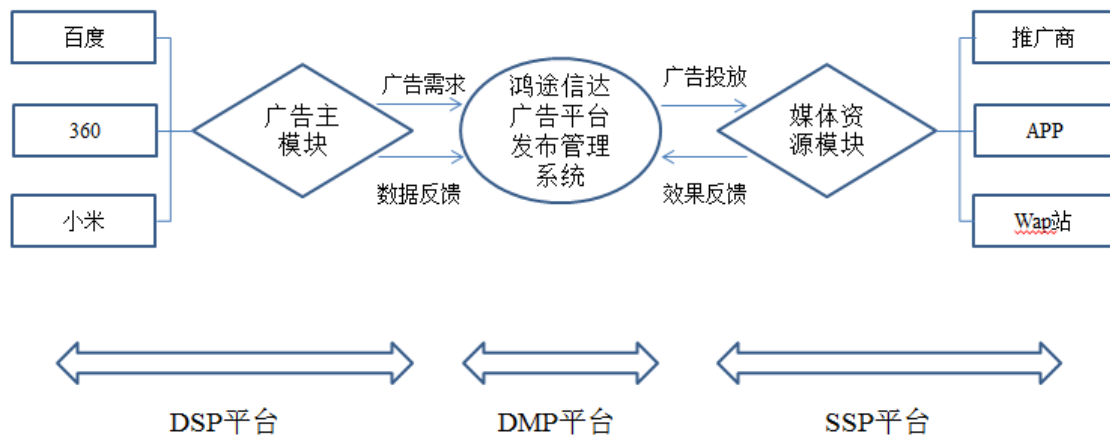 百度
360
小米
广告主
模块
广告需求
数据反馈
鸿途信达
广告平台
发布管理
系统
广告投放
效果反馈
媒体资
源模块
推广商
APP
Wap站
DSP平台
DMP平台
SSP平台